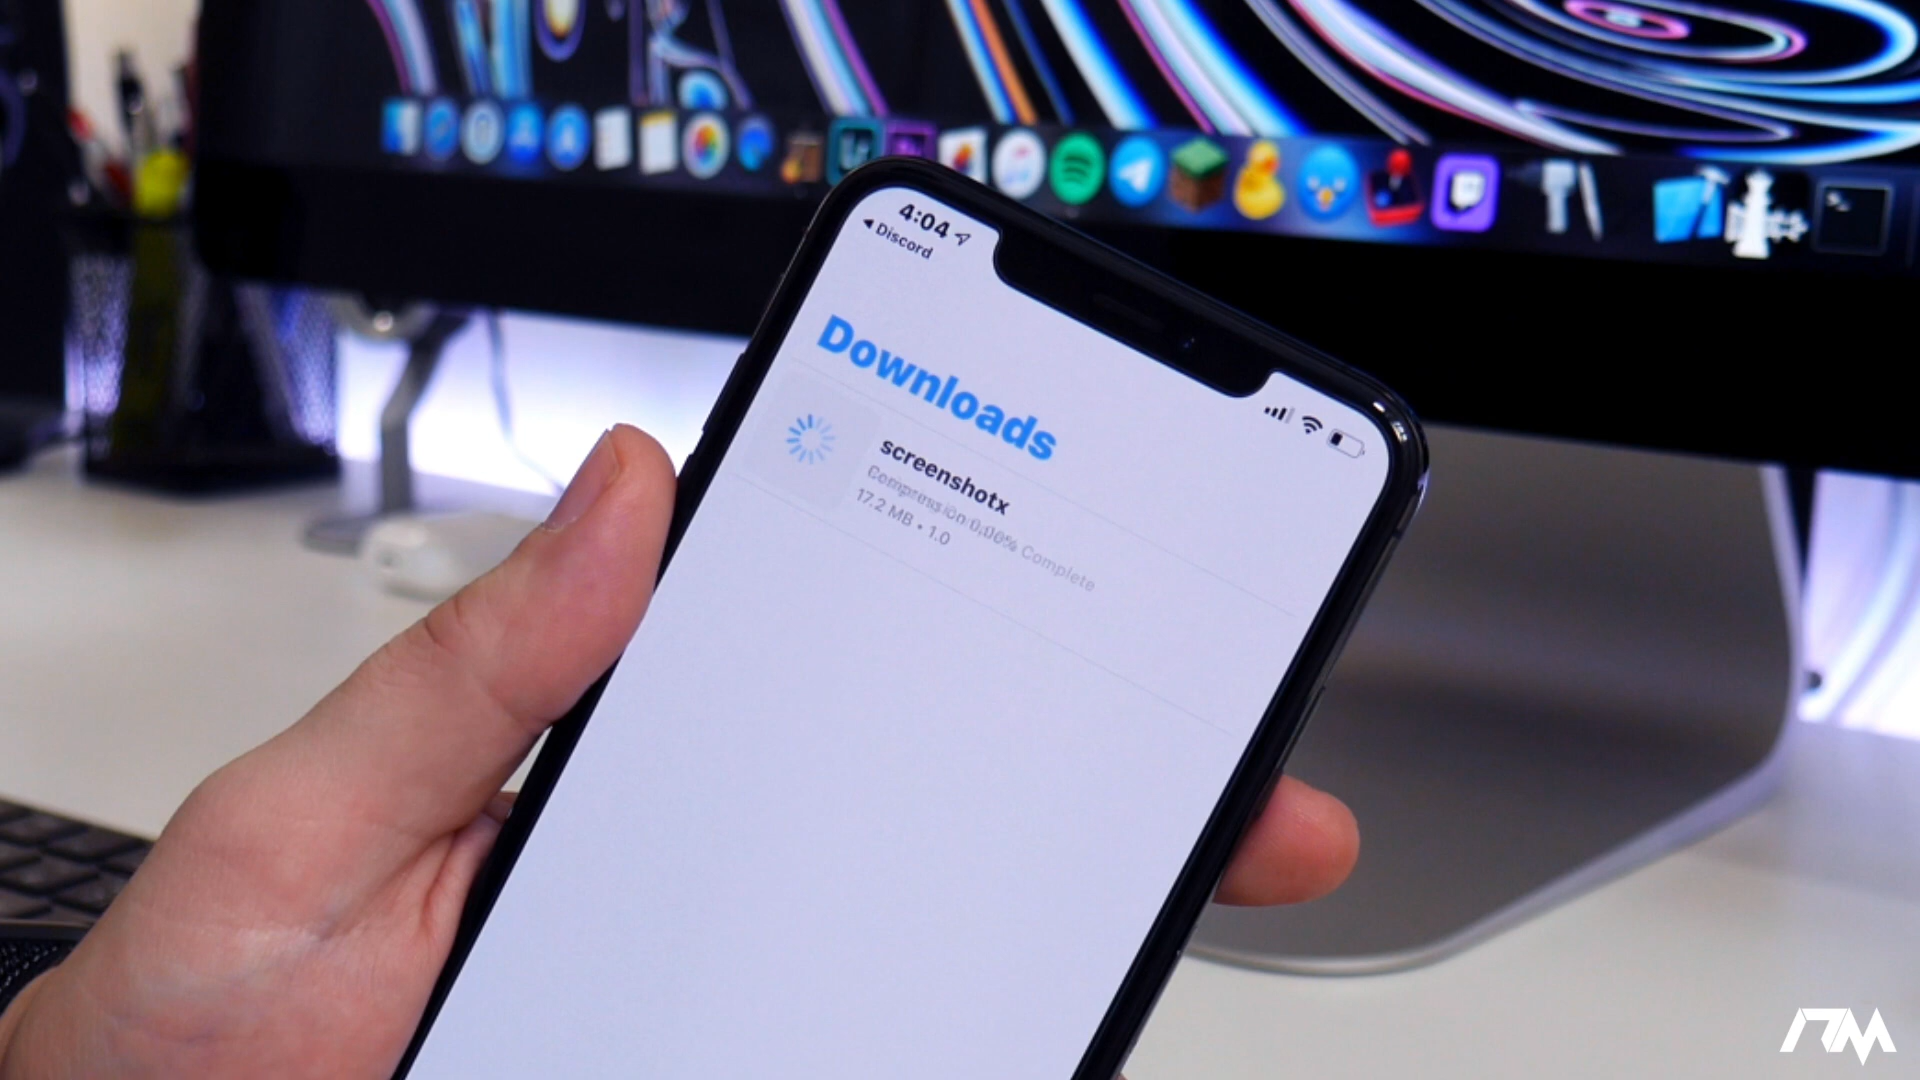 4:04
◀ Discord
Downloads
screenshotx
Compression 0.00% Complete
17.2 MB • 1.0